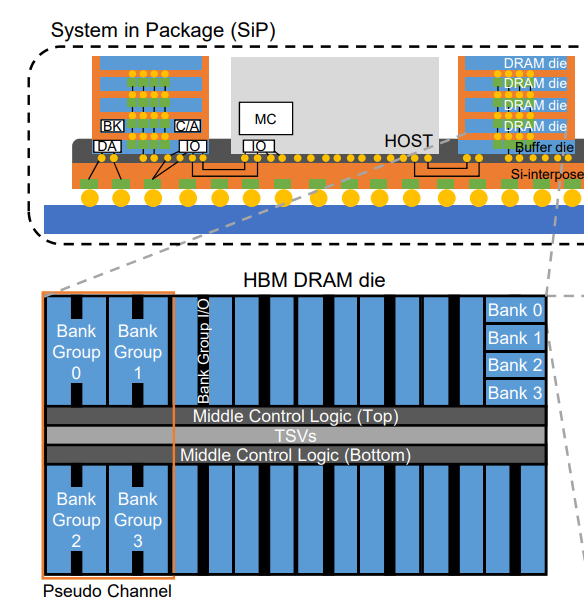 System in Package (SiP)
DRAM die
DRAM die
DRAM die
DRAM die
MC
BK
C/A
HOST
DA
IO
IO
Buffer die
Si-interpose
HBM DRAM die
Bank Group 0
Bank Group 1
Bank Group I/O
Bank 0
Bank 1
Bank 2
Bank 3
Middle Control Logic (Top)
TSVs
Middle Control Logic (Bottom)
Bank Group 2
Bank Group 3
Pseudo Channel